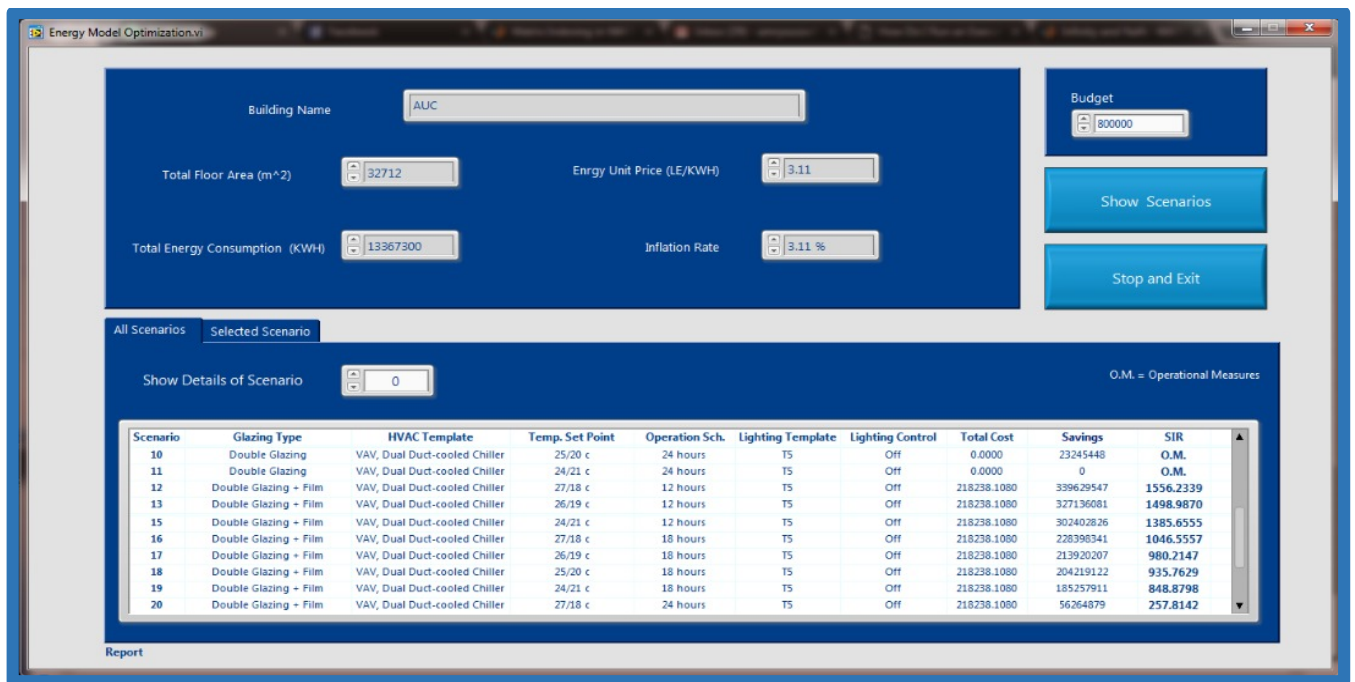 Energy Model Optimization.vi
Building Name AUC
Budget
800000
Total Floor Area (m^2) 32712 Enrgy Unit Price (LE/KWH) 3.11
Show Scenarios
Total Energy Consumption (KWH) 13367300 Inflation Rate 3.11 %
Stop and Exit
All Scenarios Selected Scenario
Show Details of Scenario 0 O.M. = Operational Measures
Scenario Glazing Type HVAC Template Temp. Set Point Operation Sch. Lighting Template Lighting Control Total Cost Savings SIR
10 Double Glazing VAV, Dual Duct-cooled Chiller 25/20 c 24 hours T5 Off 0.0000 23245448 O.M.
11 Double Glazing VAV, Dual Duct-cooled Chiller 24/21 c 24 hours T5 Off 0.0000 0 O.M.
12 Double Glazing + Film VAV, Dual Duct-cooled Chiller 27/18 c 12 hours T5 Off 218238.1080 339629547 1556.2339
13 Double Glazing + Film VAV, Dual Duct-cooled Chiller 26/19 c 12 hours T5 Off 218238.1080 327136081 1498.9870
15 Double Glazing + Film VAV, Dual Duct-cooled Chiller 24/21 c 12 hours T5 Off 218238.1080 302402826 1385.6555
16 Double Glazing + Film VAV, Dual Duct-cooled Chiller 27/18 c 18 hours T5 Off 218238.1080 228398341 1046.5557
17 Double Glazing + Film VAV, Dual Duct-cooled Chiller 26/19 c 18 hours T5 Off 218238.1080 213920207 980.2147
18 Double Glazing + Film VAV, Dual Duct-cooled Chiller 25/20 c 18 hours T5 Off 218238.1080 204219122 935.7629
19 Double Glazing + Film VAV, Dual Duct-cooled Chiller 24/21 c 18 hours T5 Off 218238.1080 185257911 848.8798
20 Double Glazing + Film VAV, Dual Duct-cooled Chiller 27/18 c 24 hours T5 Off 218238.1080 56264879 257.8142
Report